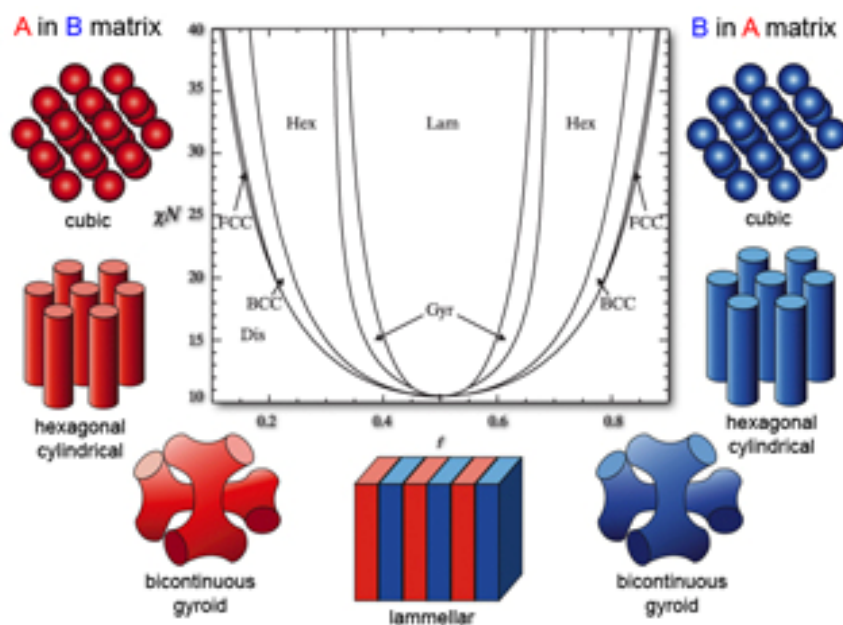 A in B matrix
B in A matrix
40
35
30
25
20
15
10
χN
Hex
Lam
Hex
FCC
FCC
BCC
BCC
Gyr
Dis
0.2
0.4
0.6
0.8
f
cubic
cubic
hexagonal
cylindrical
hexagonal
cylindrical
bicontinuous
gyroid
lammellar
bicontinuous
gyroid